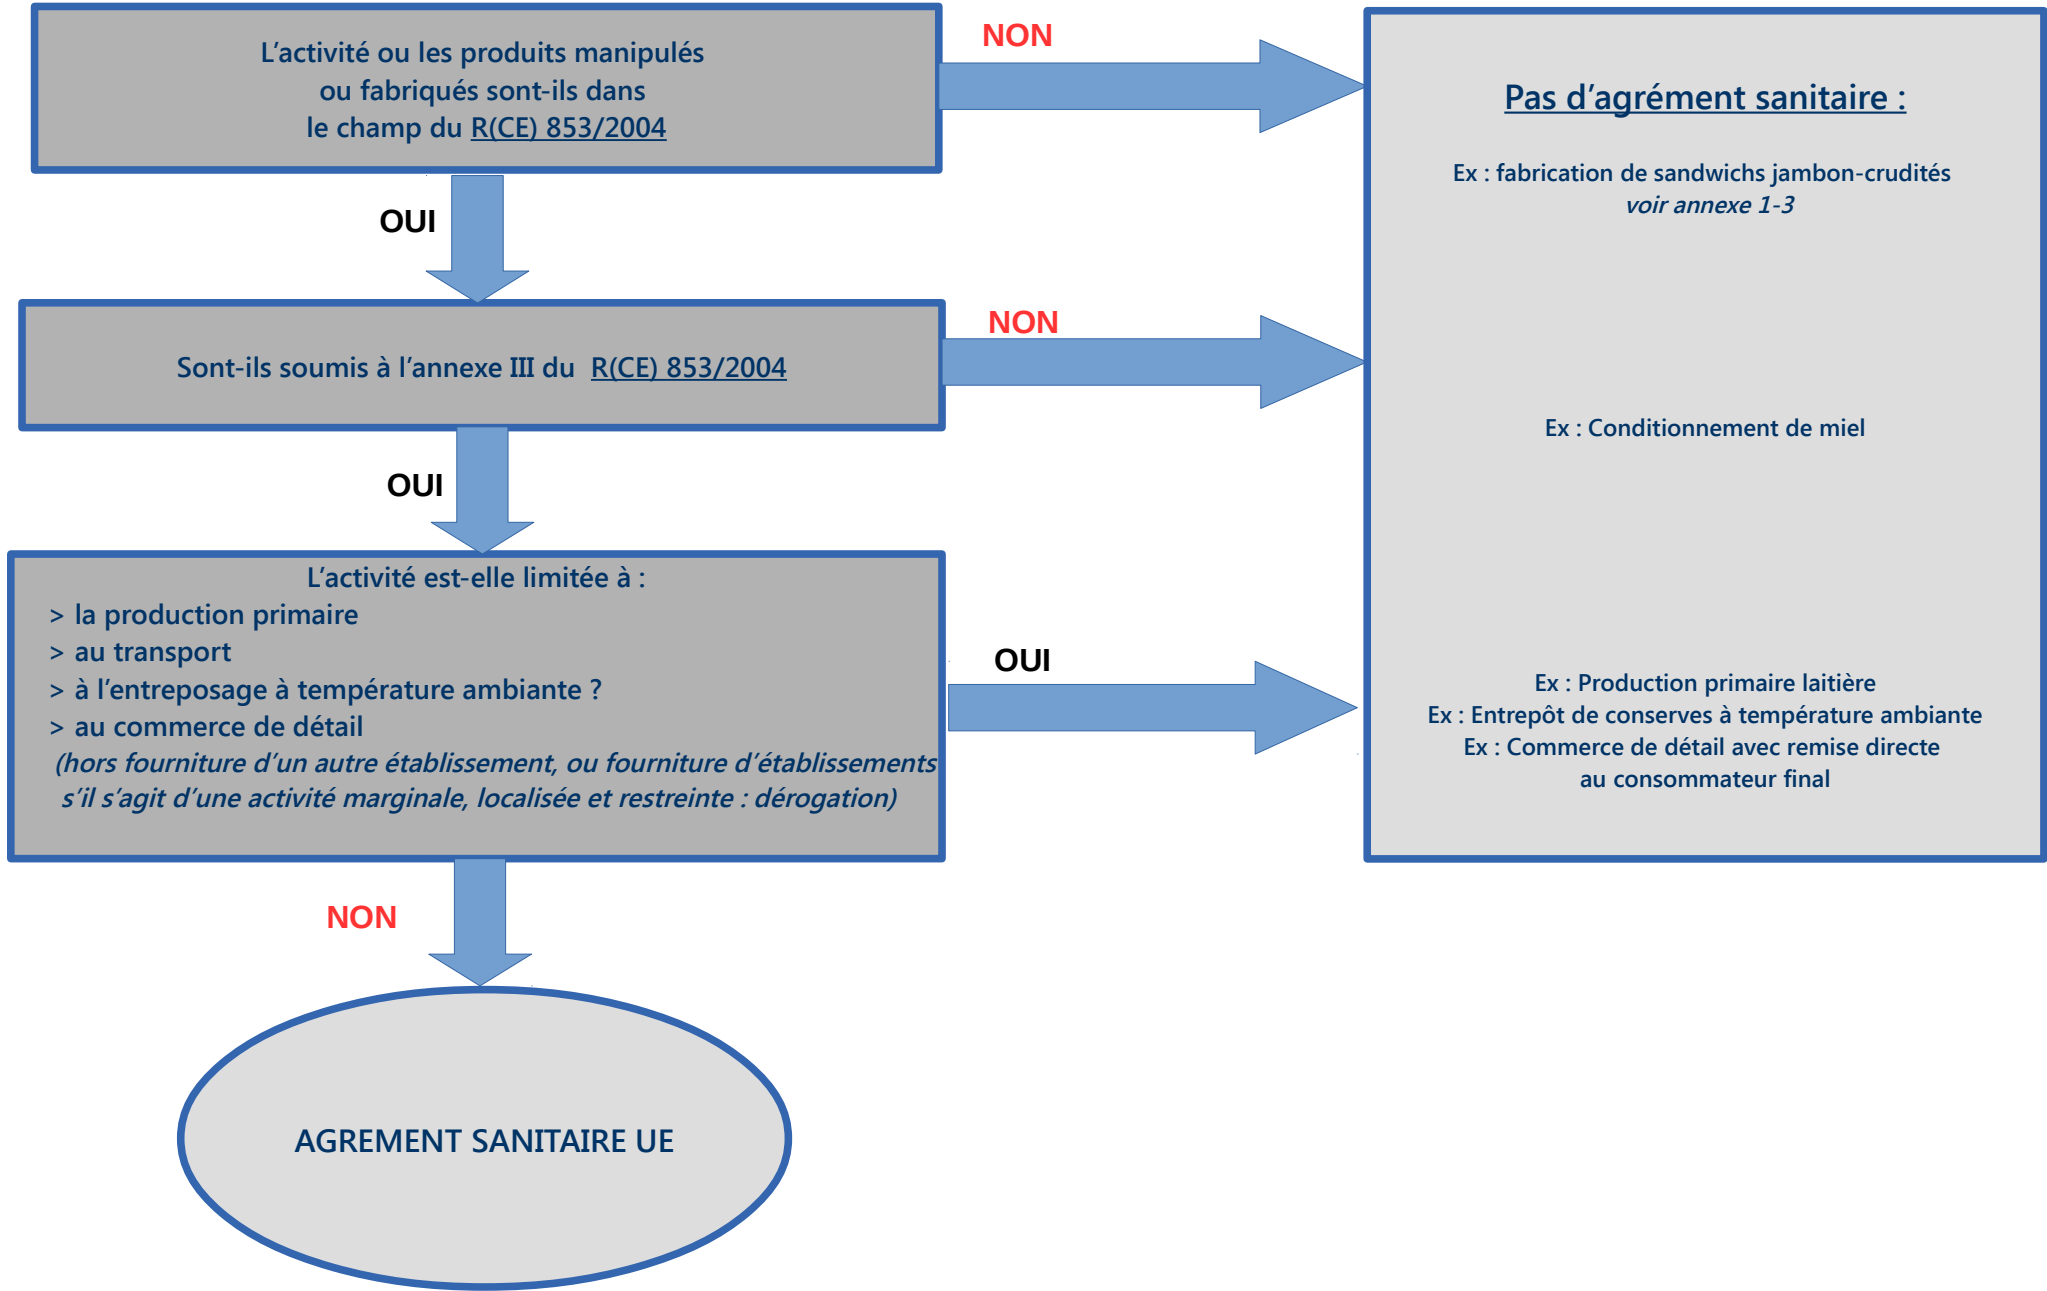 L’activité ou les produits manipulés
ou fabriqués sont-ils dans
le champ du R(CE) 853/2004
NON
Pas d’agrément sanitaire :
Ex : fabrication de sandwichs jambon-crudités
voir annexe 1-3
OUI
Sont-ils soumis à l’annexe III du R(CE) 853/2004
NON
Ex : Conditionnement de miel
OUI
L’activité est-elle limitée à :
> la production primaire
> au transport
> à l’entreposage à température ambiante ?
> au commerce de détail
(hors fourniture d’un autre établissement, ou fourniture d’établissements
s’il s’agit d’une activité marginale, localisée et restreinte : dérogation)
OUI
Ex : Production primaire laitière
Ex : Entrepôt de conserves à température ambiante
Ex : Commerce de détail avec remise directe
au consommateur final
NON
AGREMENT SANITAIRE UE